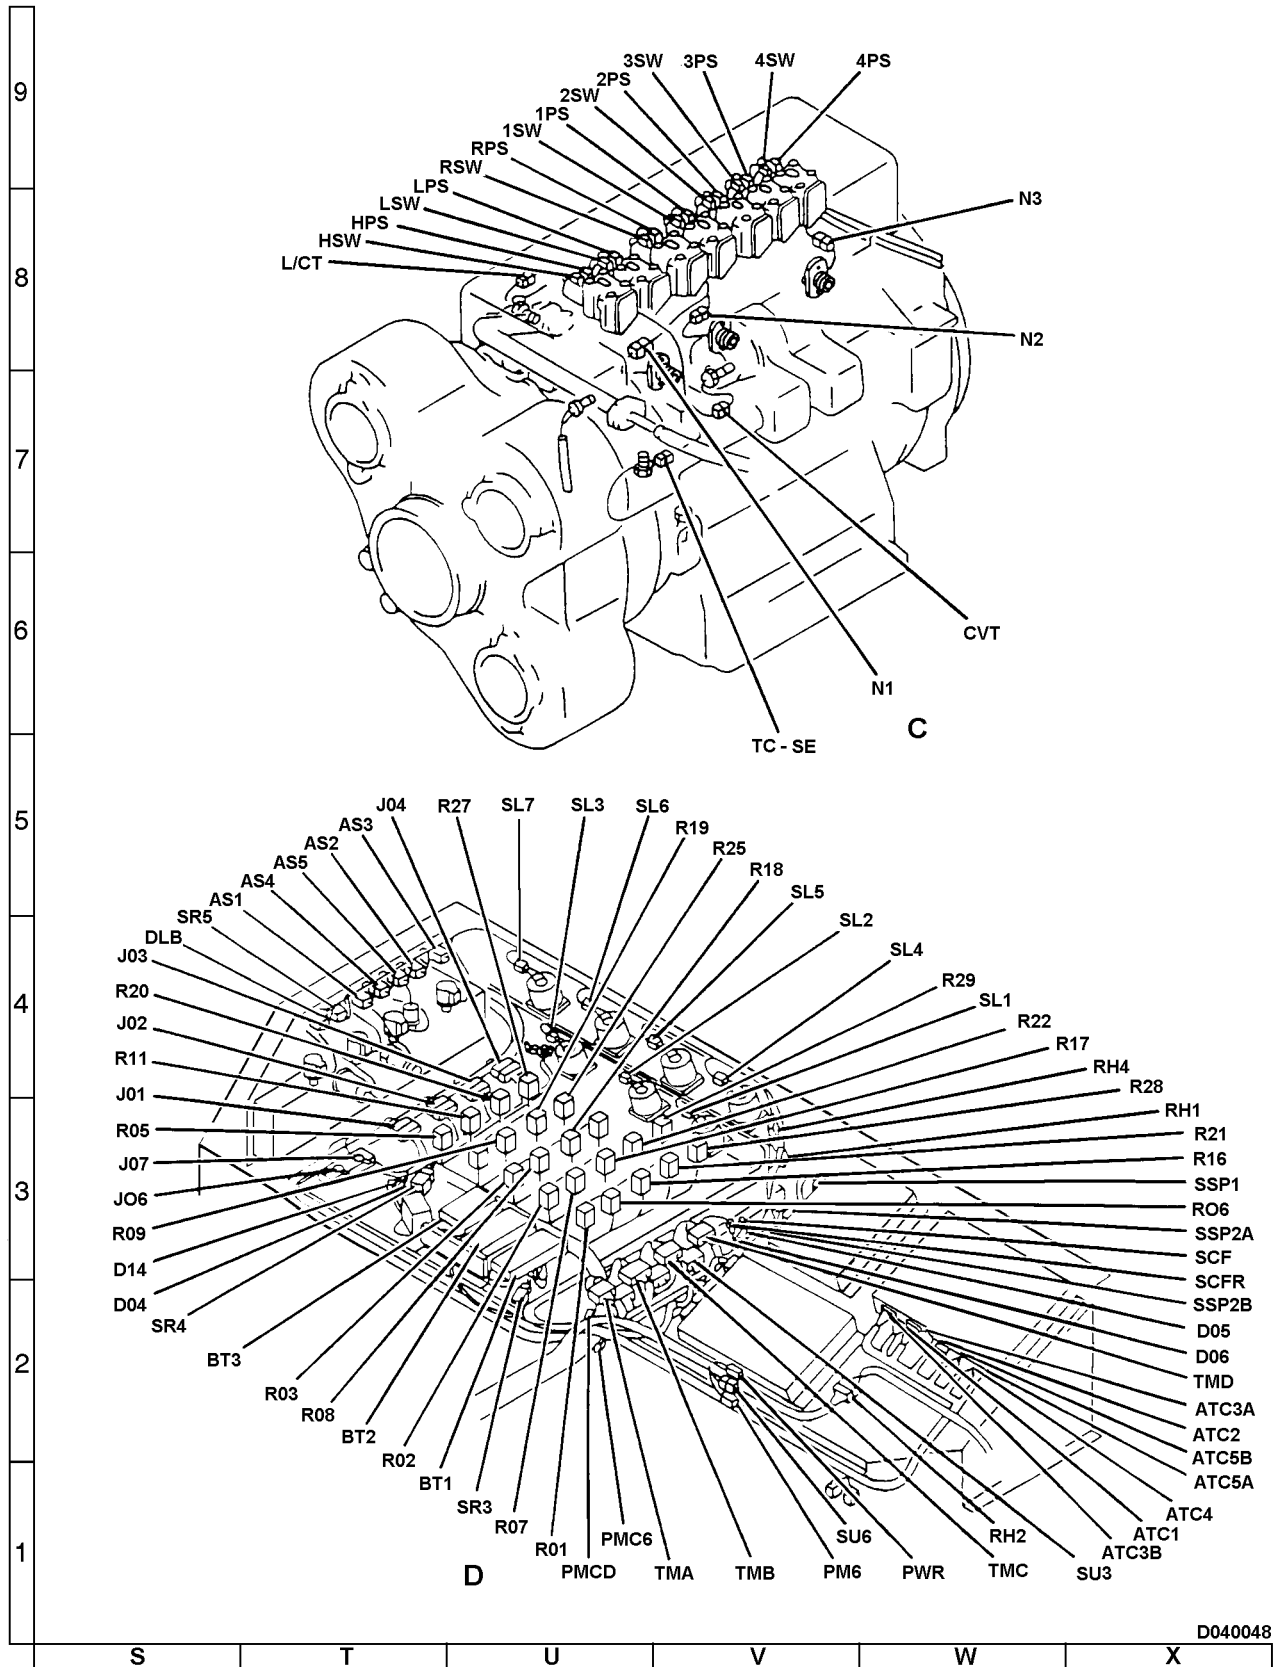 9
8
7
6
5
4
3
2
1
3SW
3PS
4SW
4PS
2PS
2SW
1PS
1SW
RPS
RSW
LPS
LSW
HPS
HSW
L/CT
N3
N2
CVT
N1
TC - SE
C
J04
R27
SL7
SL3
SL6
AS3
AS2
AS5
AS4
AS1
SR5
DLB
J03
R20
J02
R11
J01
R05
J07
JO6
R09
D14
D04
SR4
BT3
R03
R08
BT2
R02
BT1
SR3
R07
R01
PMCD
PMC6
TMA
TMB
PM6
SU6
PWR
TMC
RH2
SU3
ATC3B
ATC1
ATC4
R19
R25
R18
SL5
SL2
SL4
R29
SL1
R22
R17
RH4
R28
RH1
R21
R16
SSP1
RO6
SSP2A
SCF
SCFR
SSP2B
D05
D06
TMD
ATC3A
ATC2
ATC5B
ATC5A
D
D040048
S
T
U
V
W
X